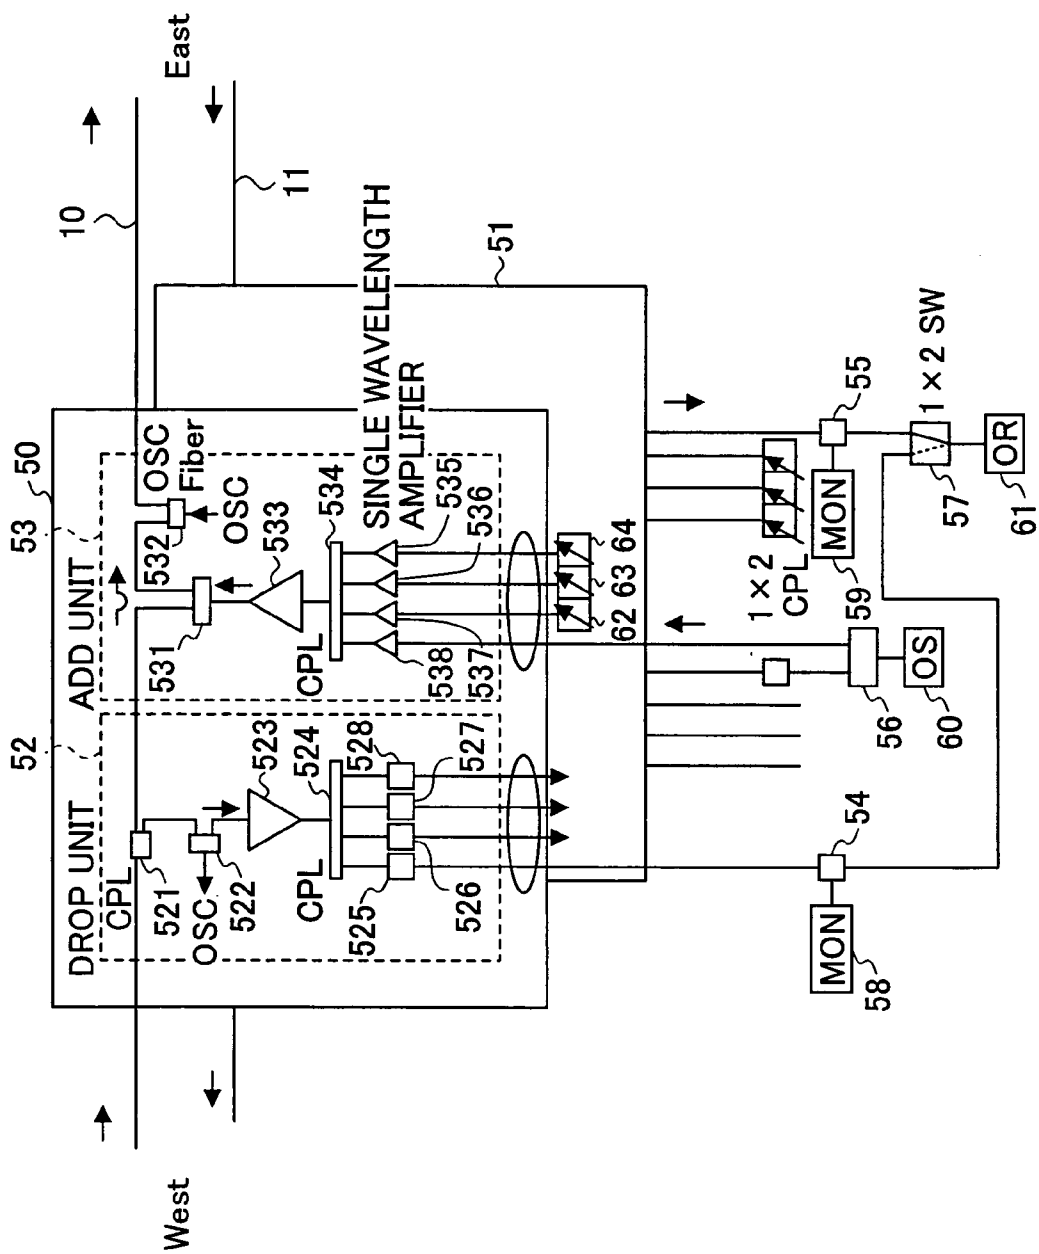 West
East
10
11
50
51
52
53
DROP UNIT
ADD UNIT
CPL
521
OSC
522
523
CPL
524
525
526
527
528
531
532
OSC
OSC
Fiber
533
CPL
534
SINGLE WAVELENGTH
AMPLIFIER
535
536
537
538
62
63
64
54
MON
58
56
OS
60
1×2
CPL
MON
59
55
1×2 SW
57
OR
61